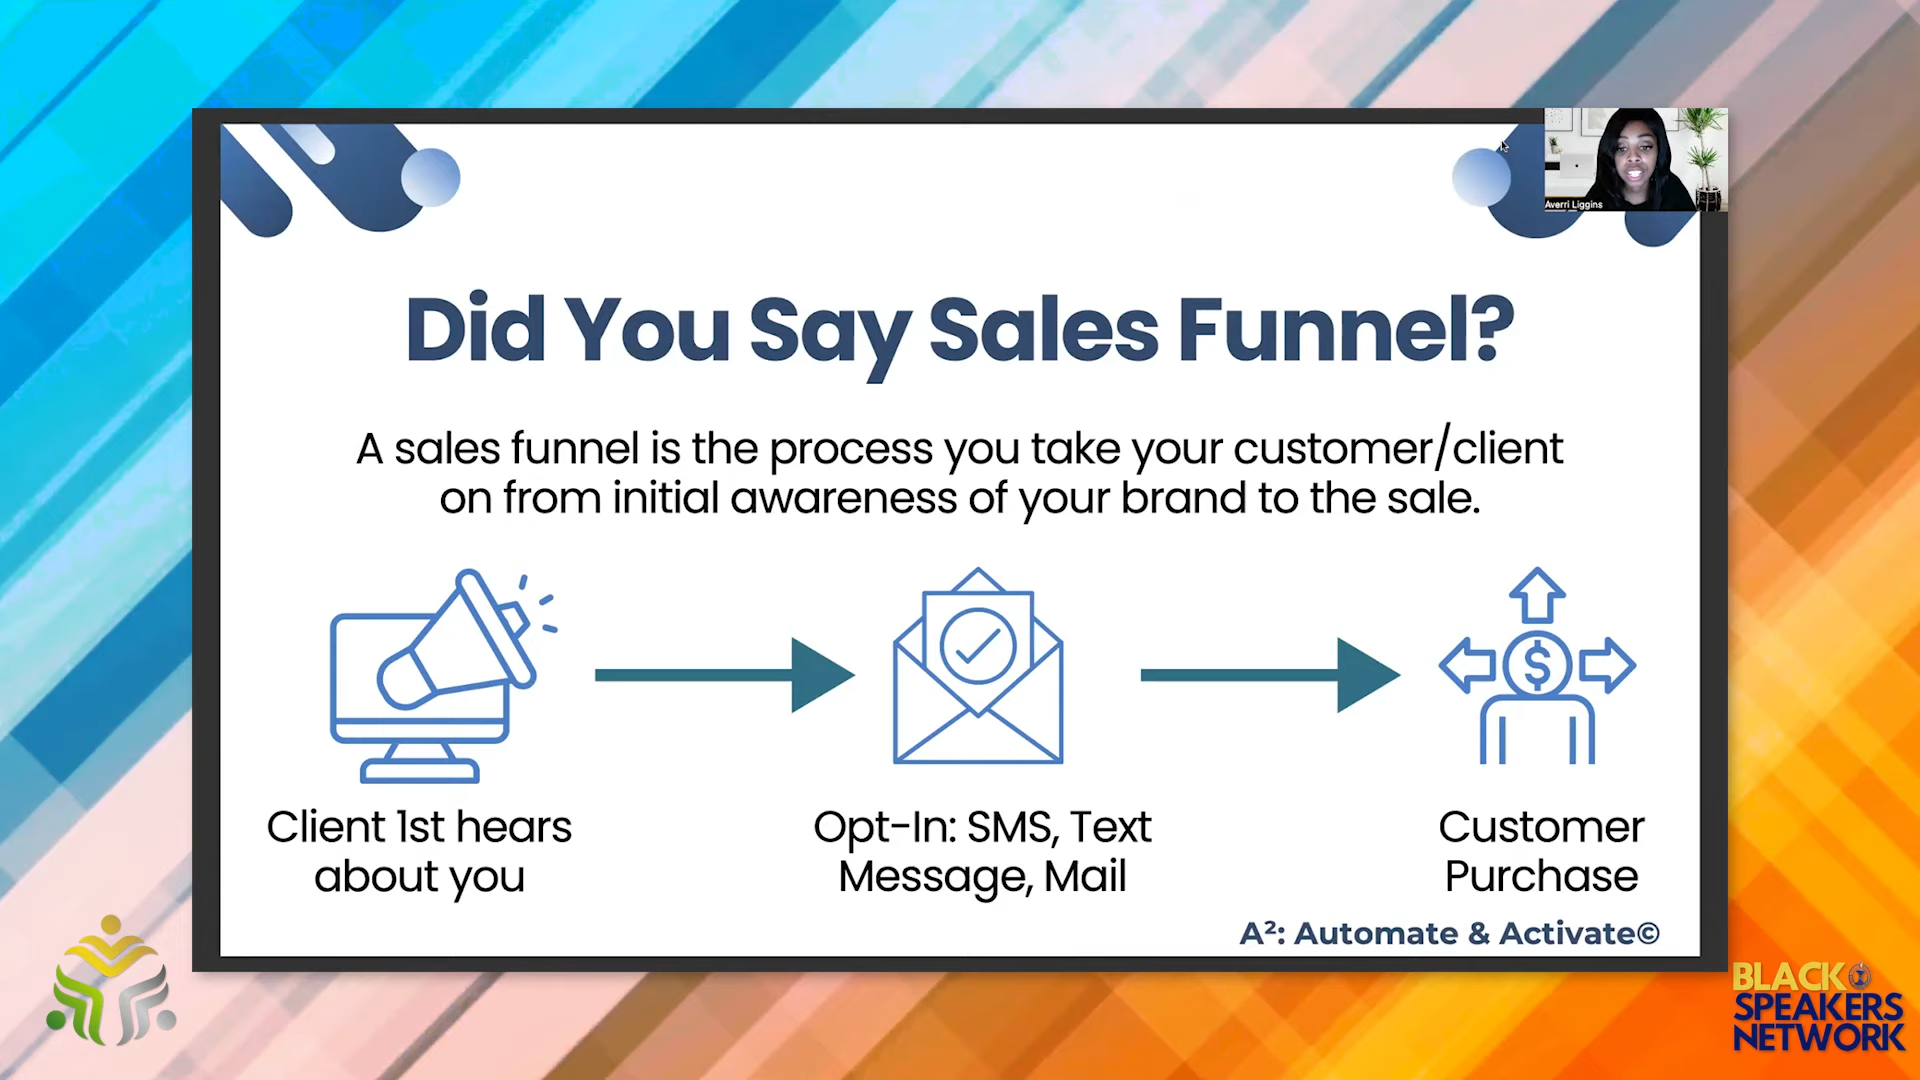 Averri Liggins
Did You Say Sales Funnel?
A sales funnel is the process you take your customer/client
on from initial awareness of your brand to the sale.
$
Client 1st hears
about you
Opt-In: SMS, Text
Message, Mail
Customer
Purchase
A²: Automate & Activate©
BLACK
SPEAKERS
NETWORK